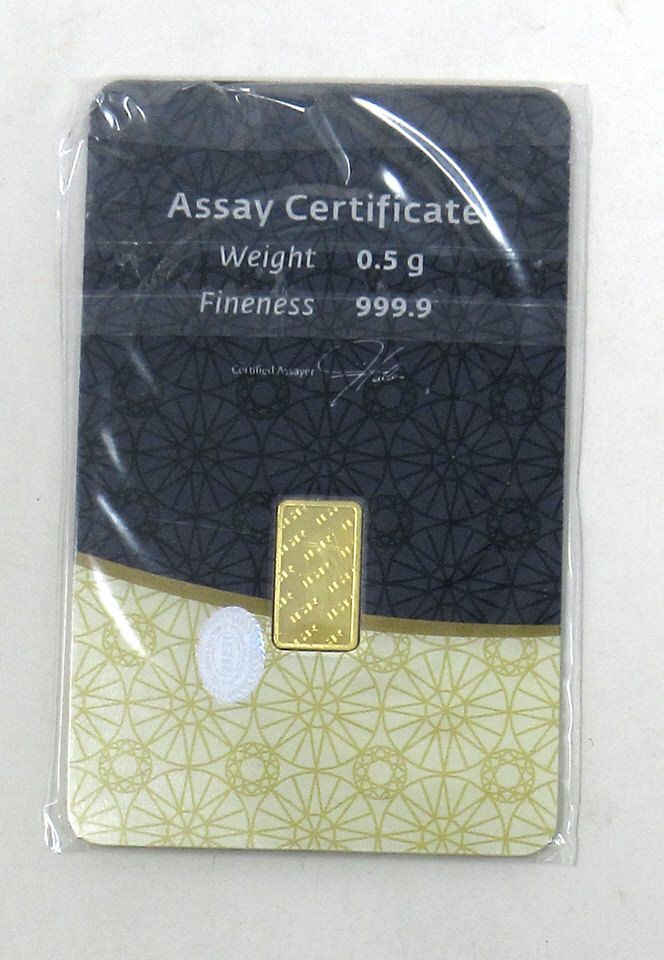 Assay Certificate
Weight 0.5 g
Fineness 999.9
Certified Assayer